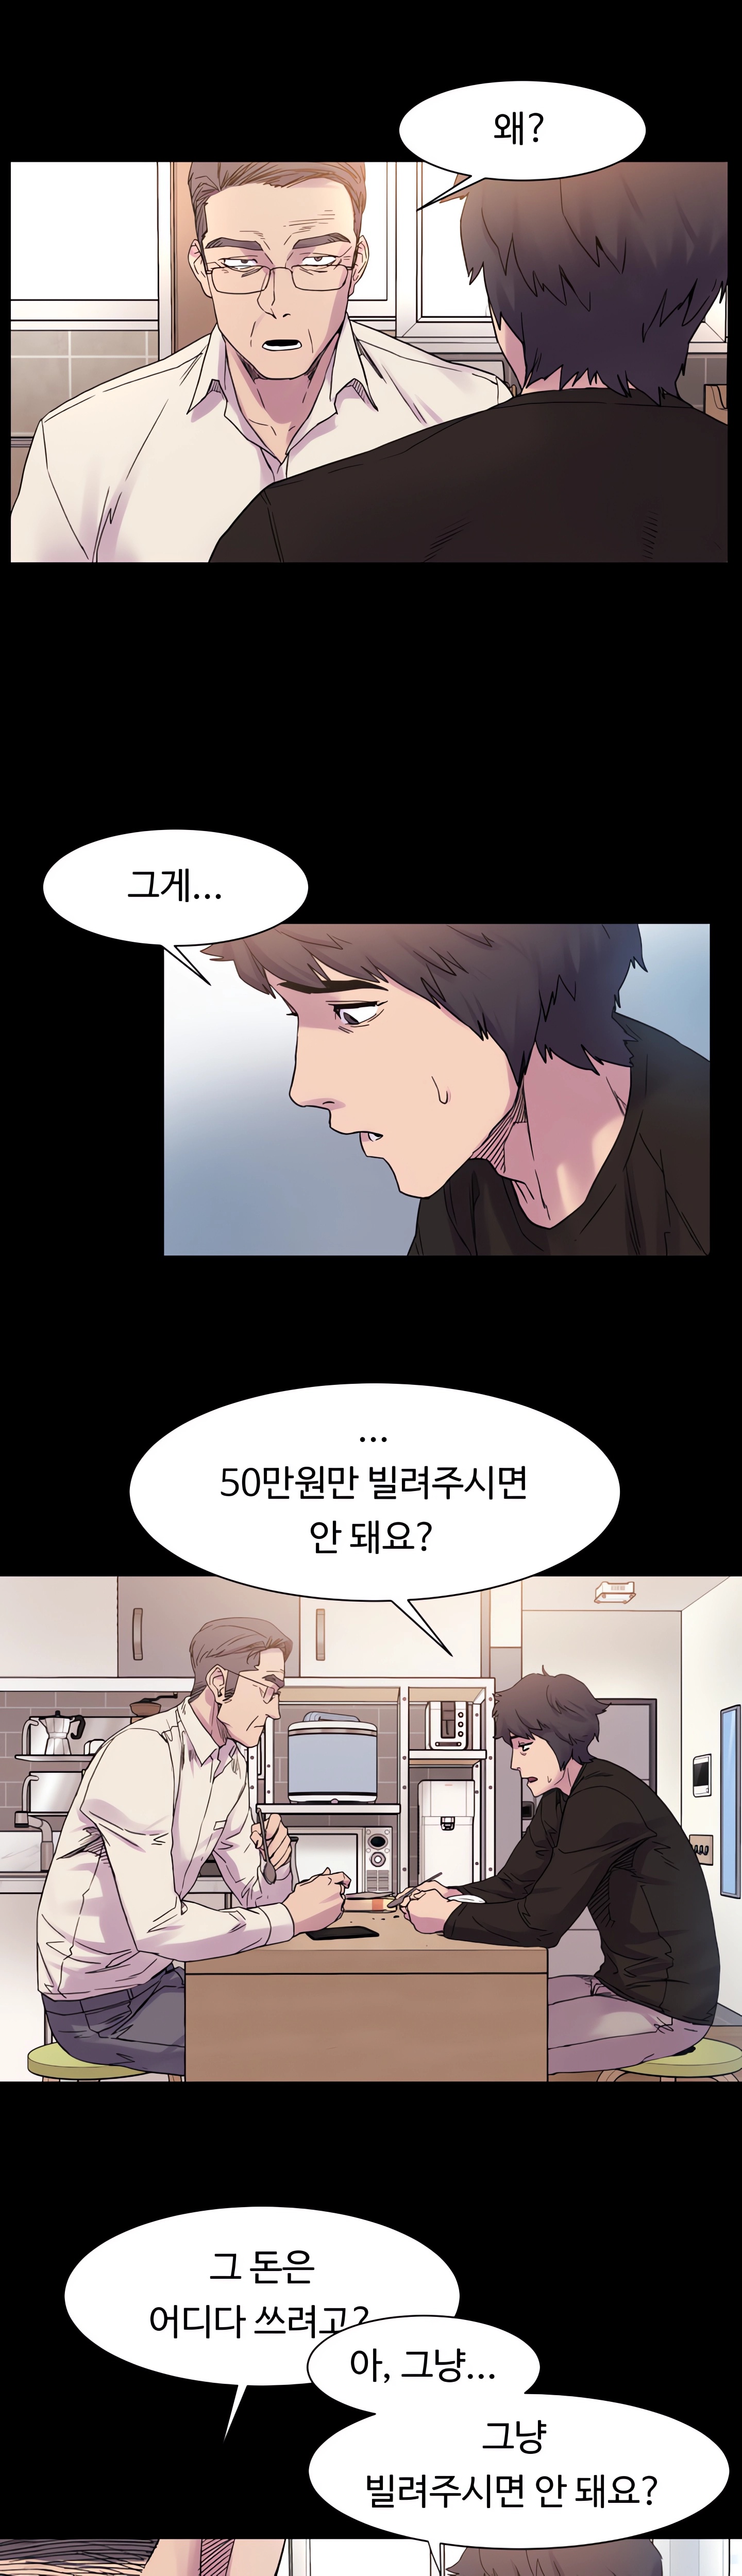 왜?
그게...
...
50만원만 빌려주시면
안 돼요?
그 돈은
어디다 쓰려고?
아, 그냥...
그냥
빌려주시면 안 돼요?